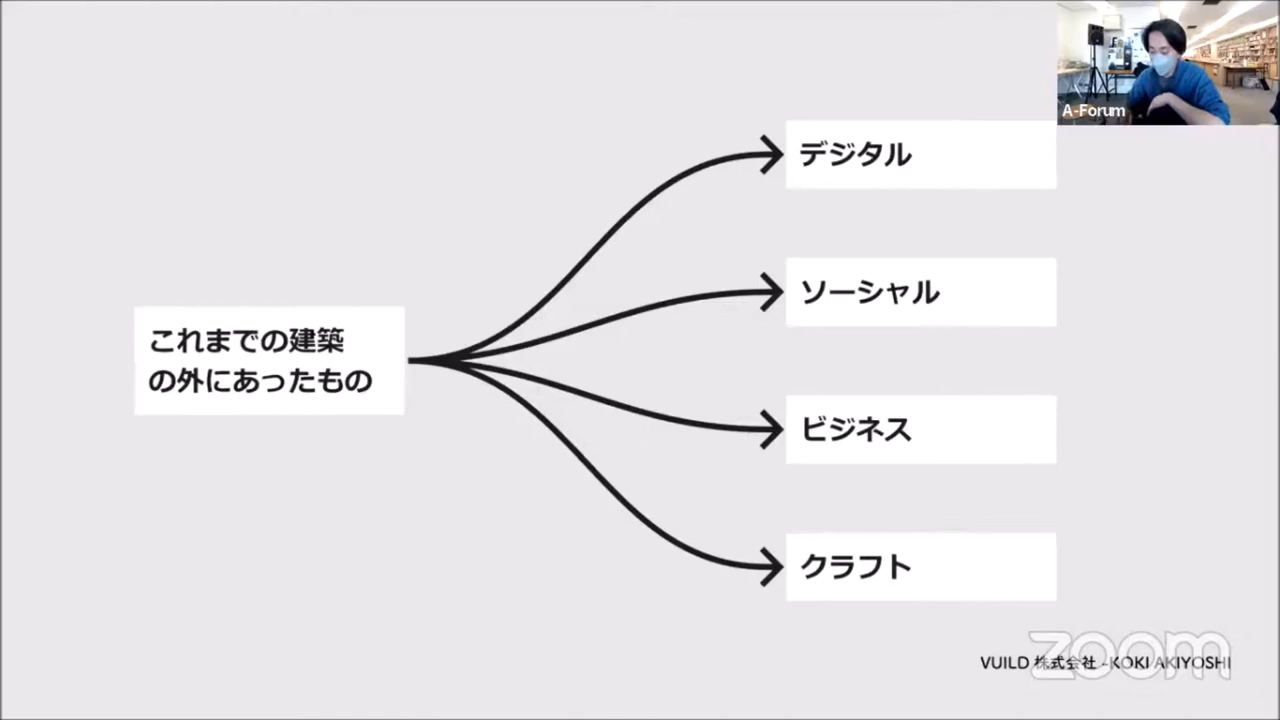 A-Forum
デジタル
ソーシャル
これまでの建築
の外にあったもの
ビジネス
クラフト
VUILD 株式会社 -KOKI AKIYOSHI
zoom